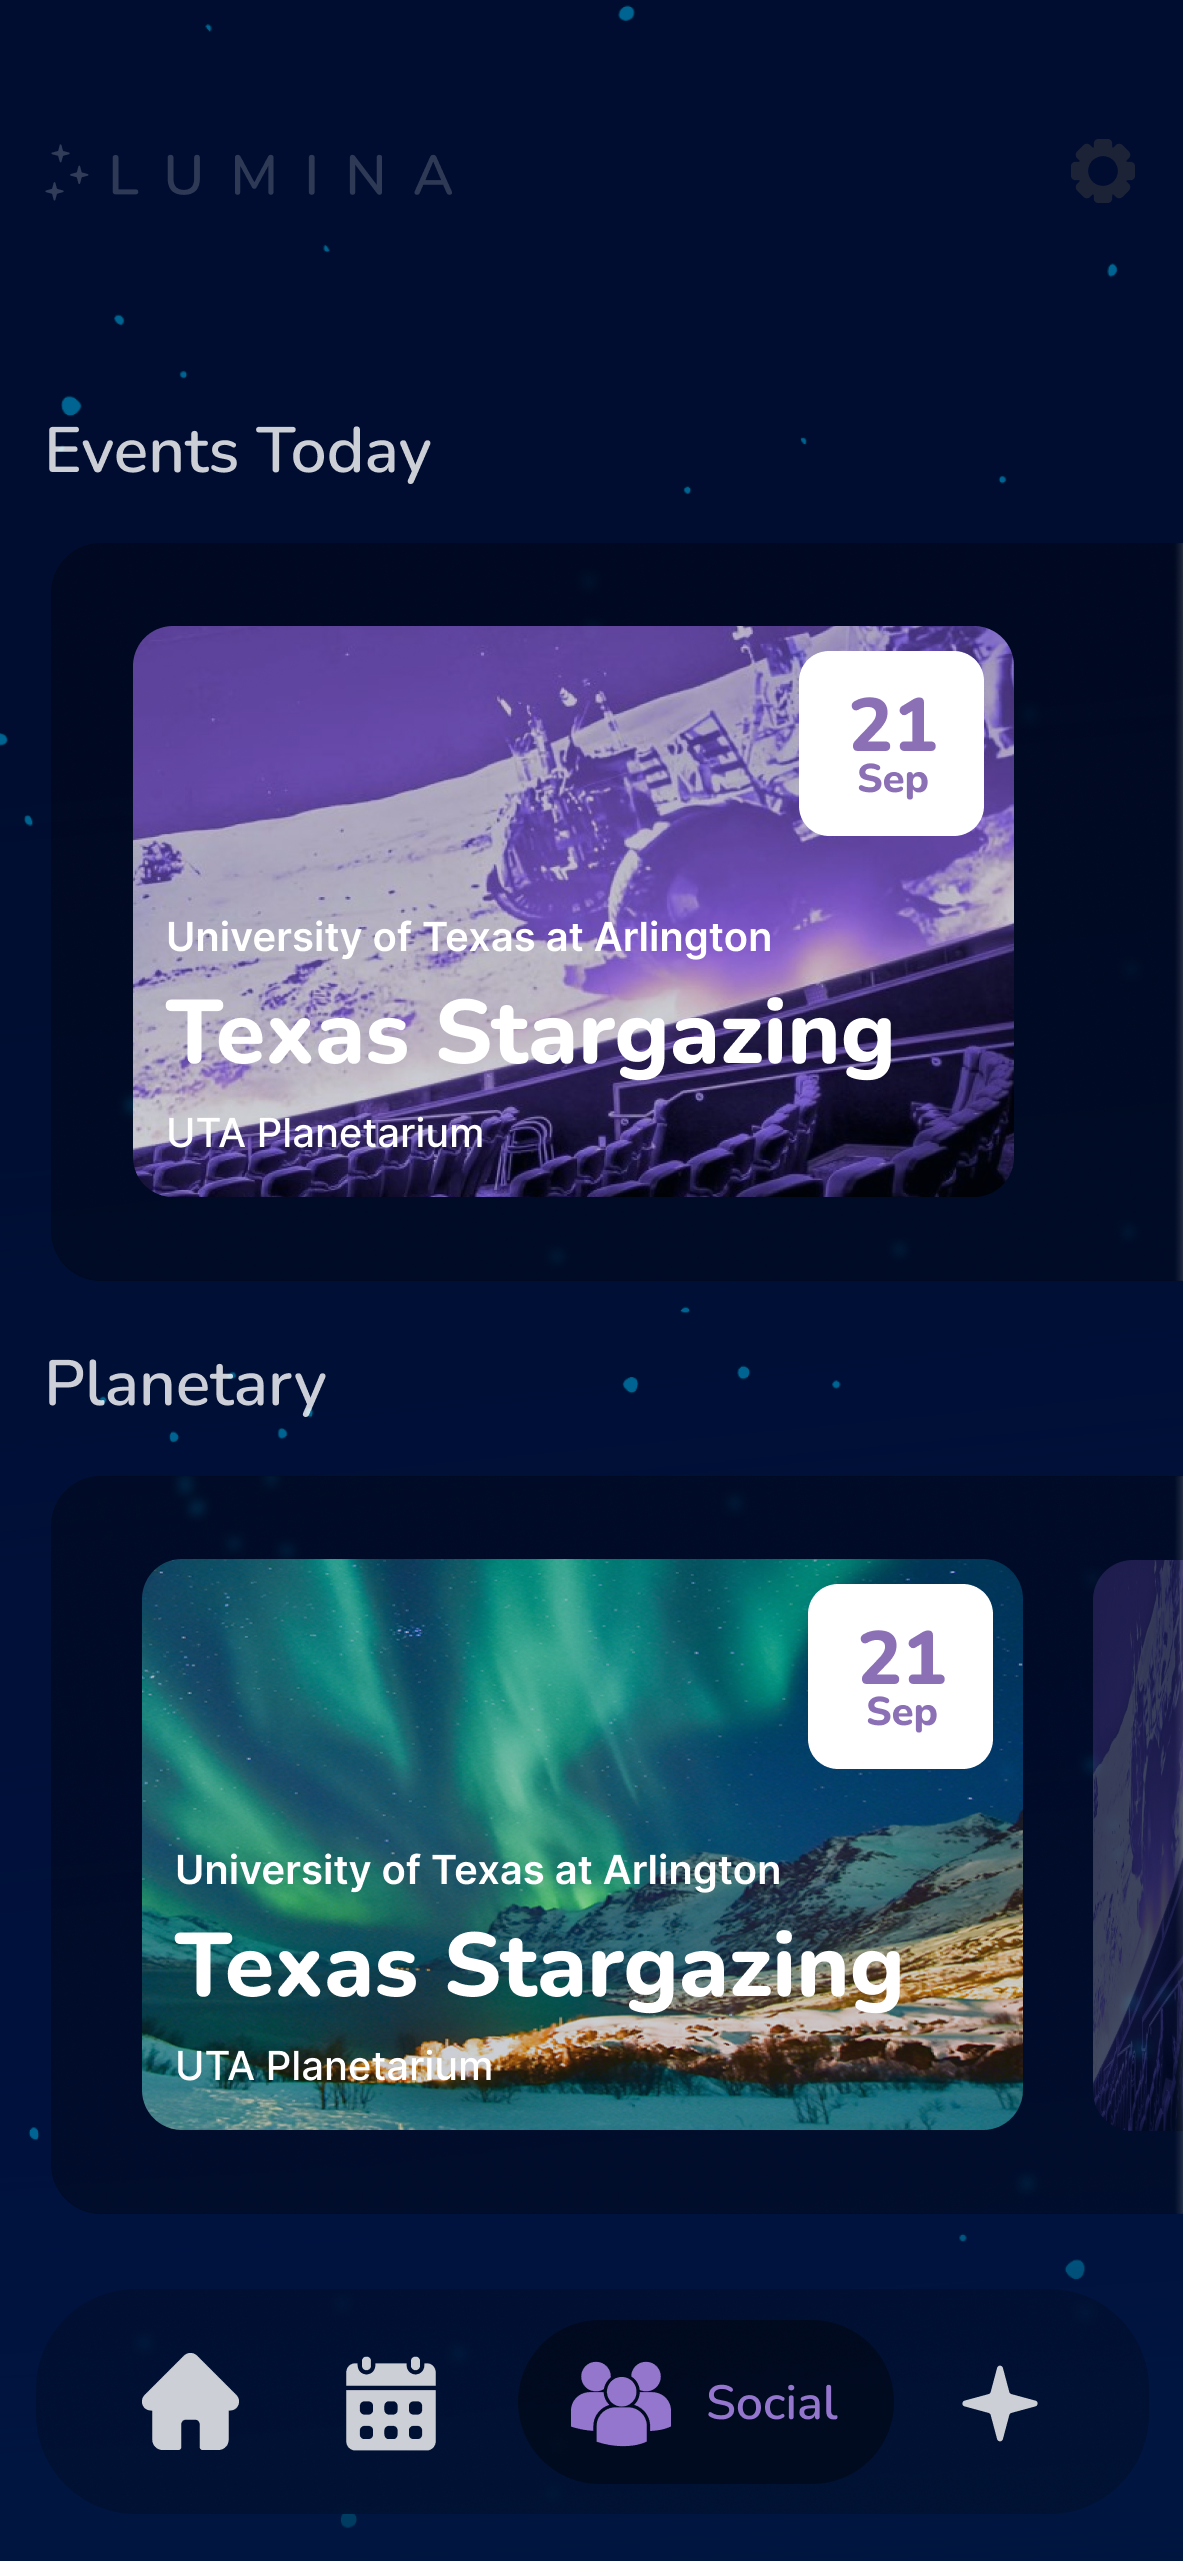 LUMINA
Events Today
21
Sep
University of Texas at Arlington
Texas Stargazing
UTA Planetarium
Planetary
21
Sep
University of Texas at Arlington
Texas Stargazing
UTA Planetarium
Social